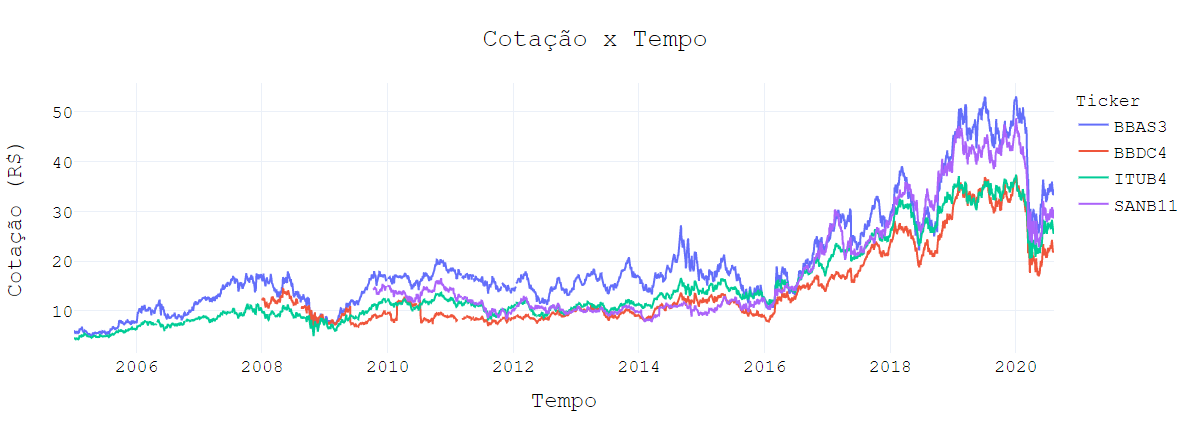 Cotação x Tempo
Cotação (R$)
50
40
30
20
10
2006 2008 2010 2012 2014 2016 2018 2020
Tempo
Ticker
BBAS3
BBDC4
ITUB4
SANB11